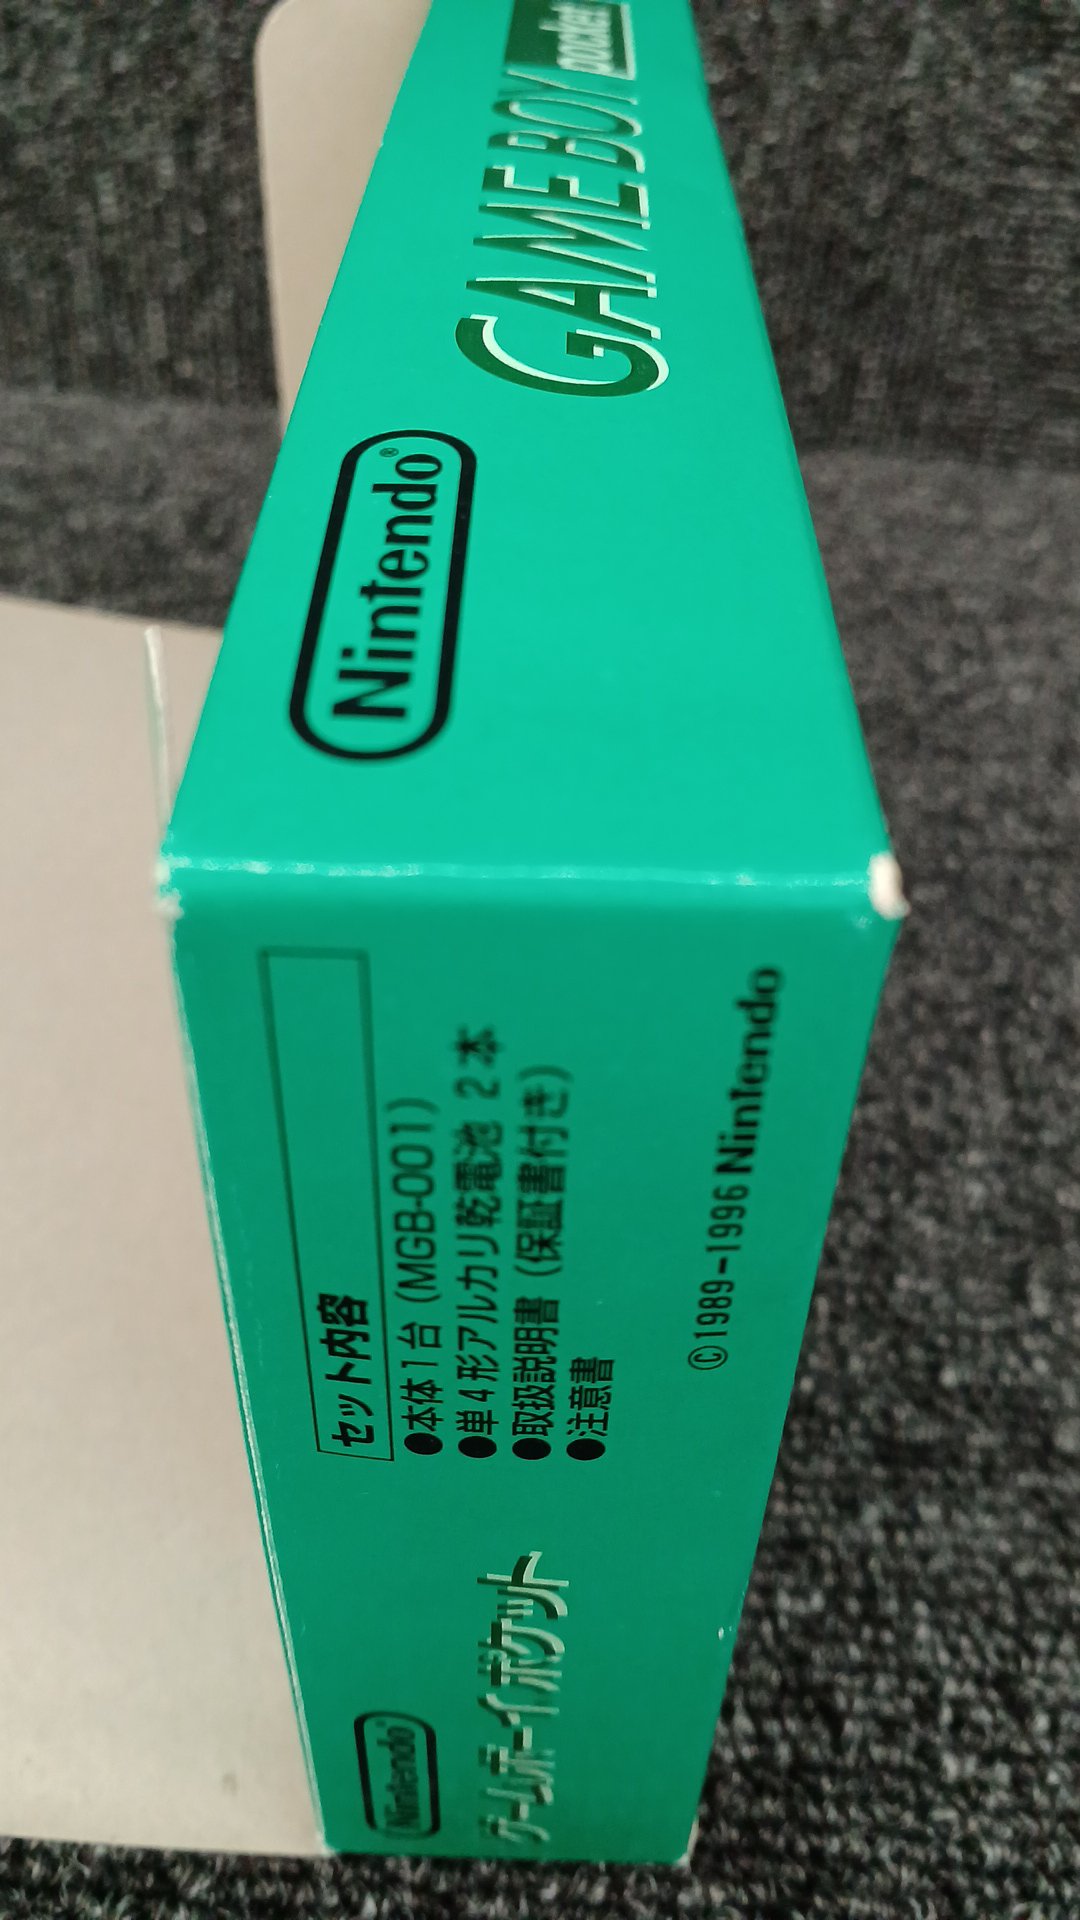 Nintendo®
GAME BOY pocket
セット内容
●本体1台 (MGB-001)
●単4形アルカリ乾電池 2本
●取扱説明書 (保証書付き)
●注意書
©1989-1996 Nintendo
Nintendo
ゲームボーイポケット